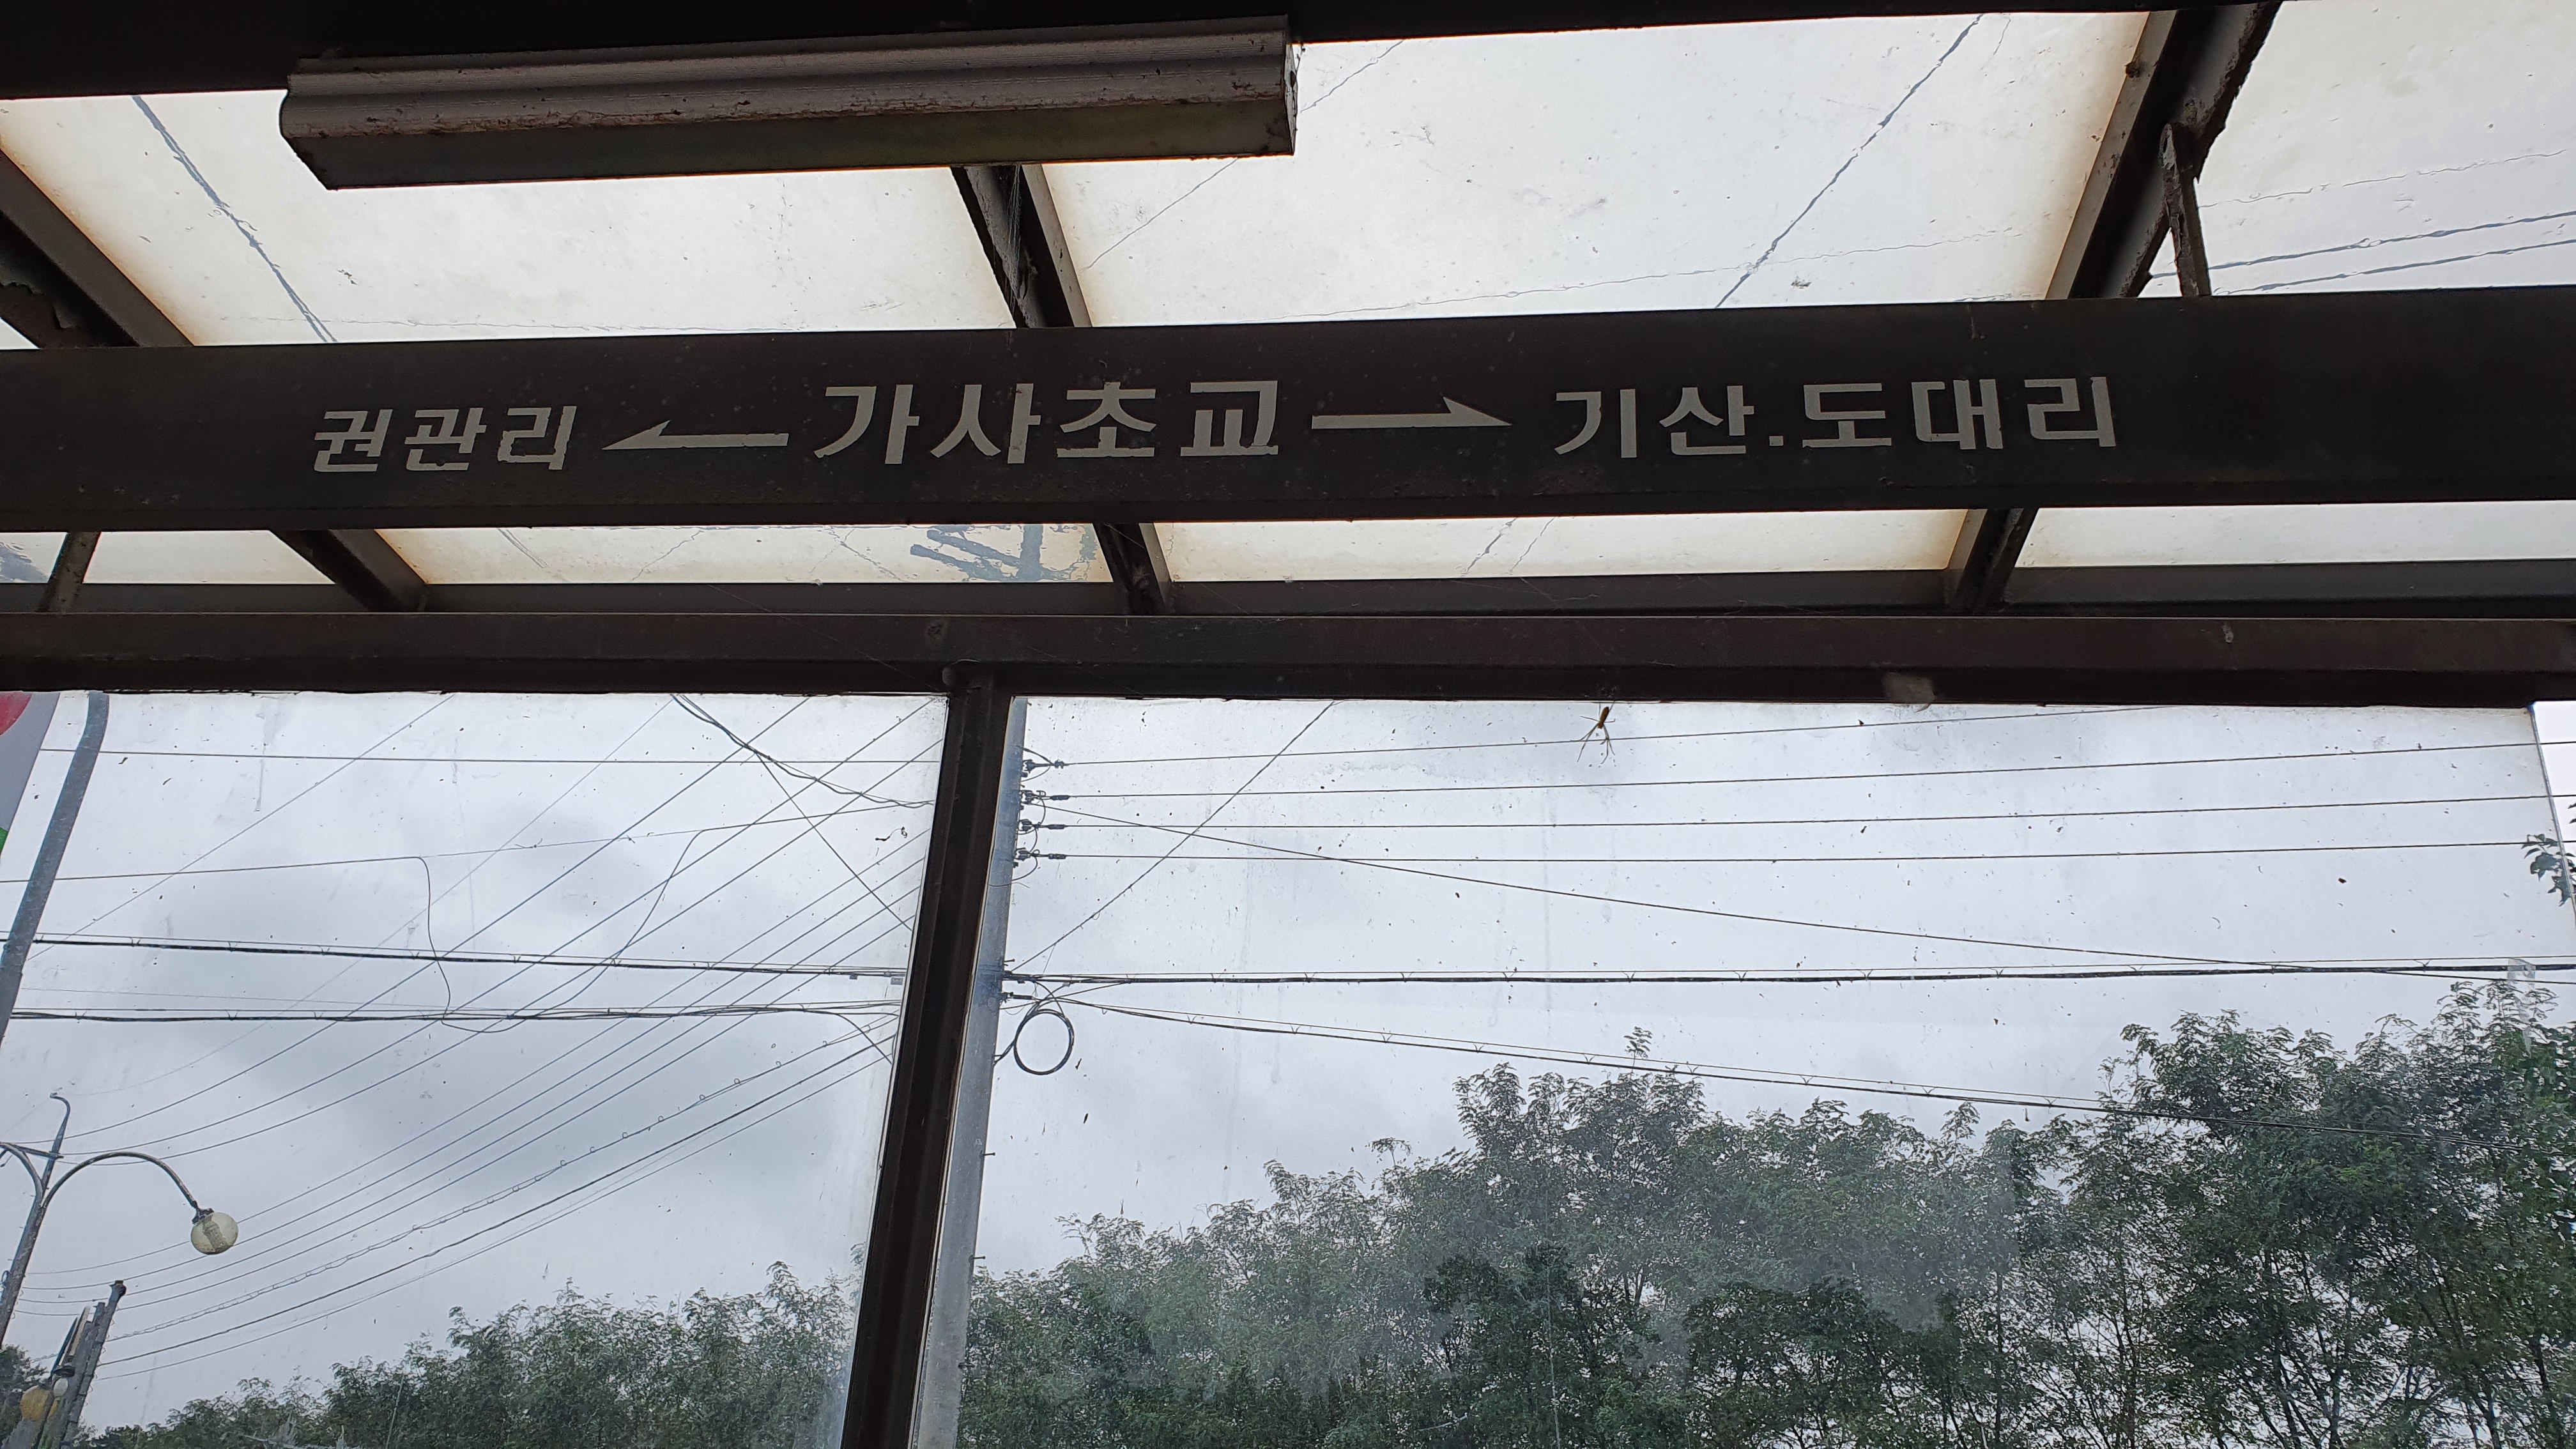 권관리 ← 가사초교 → 기산.도대리